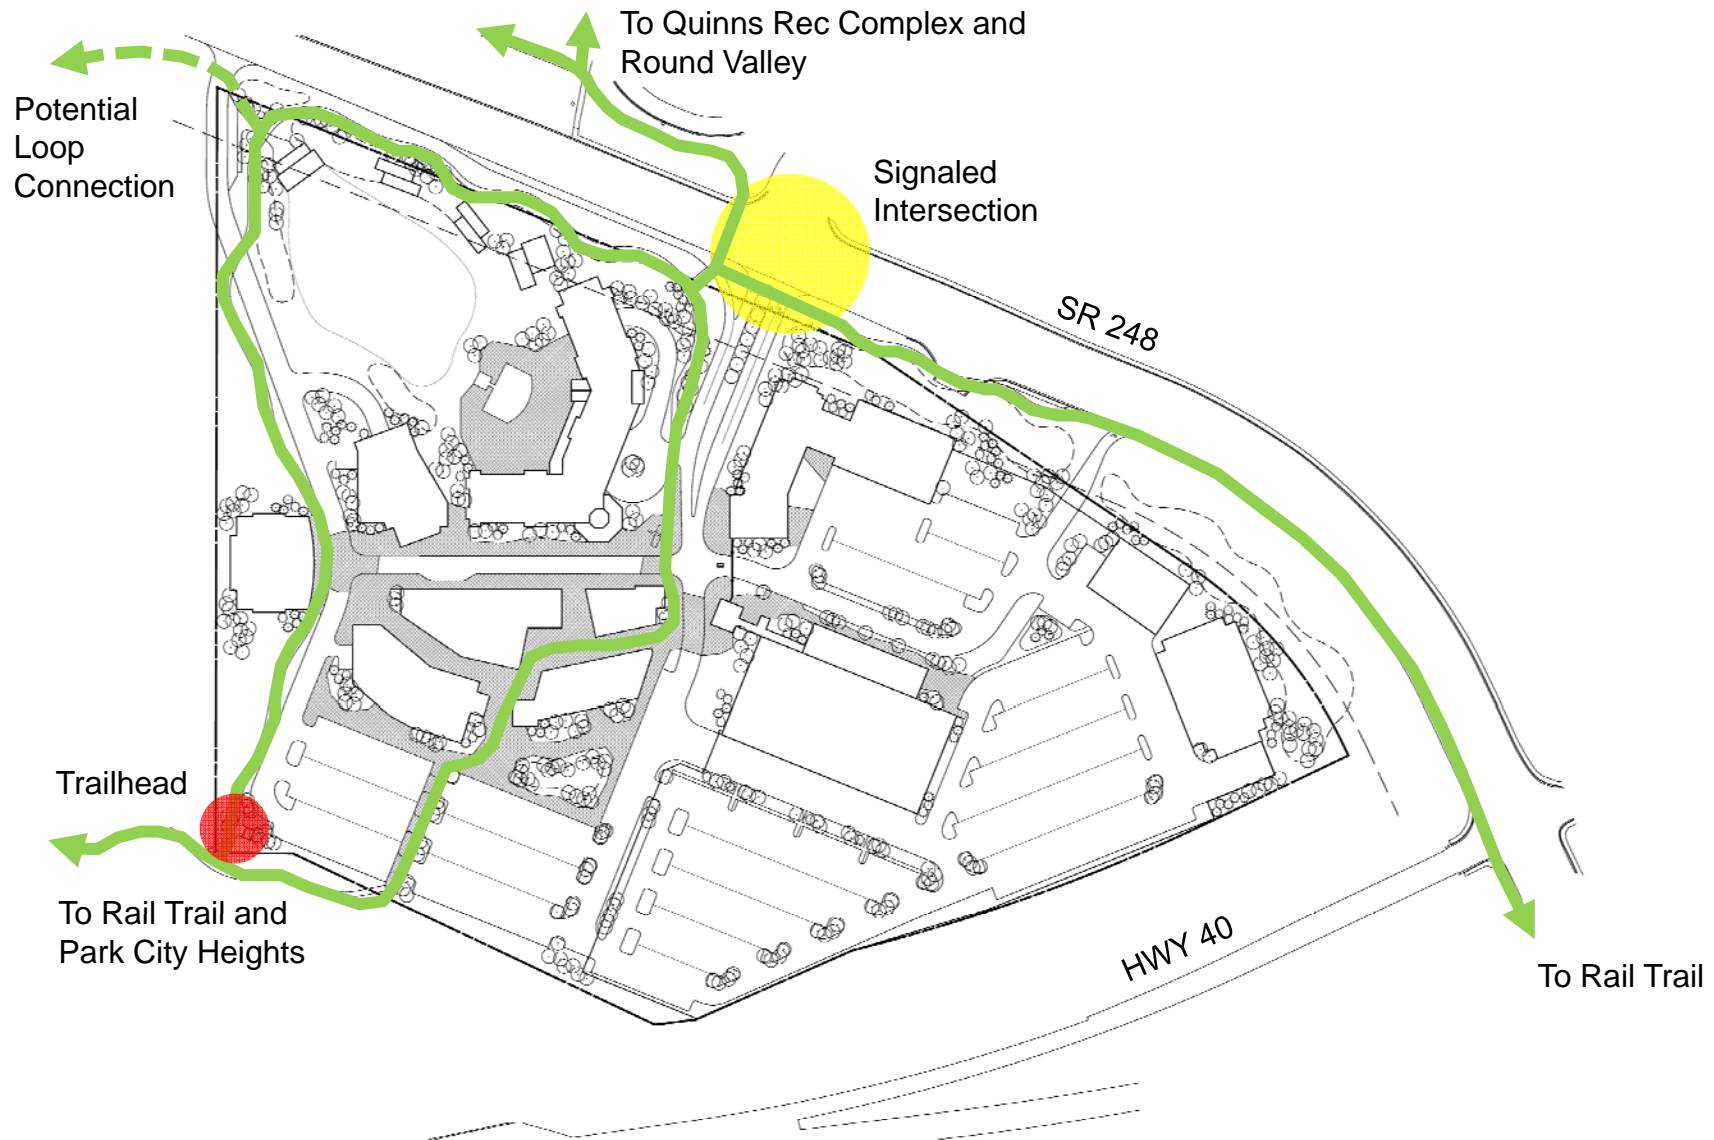 To Quinns Rec Complex and
Round Valley
Potential
Loop
Connection
Signaled
Intersection
SR 248
Trailhead
To Rail Trail and
Park City Heights
HWY 40
To Rail Trail